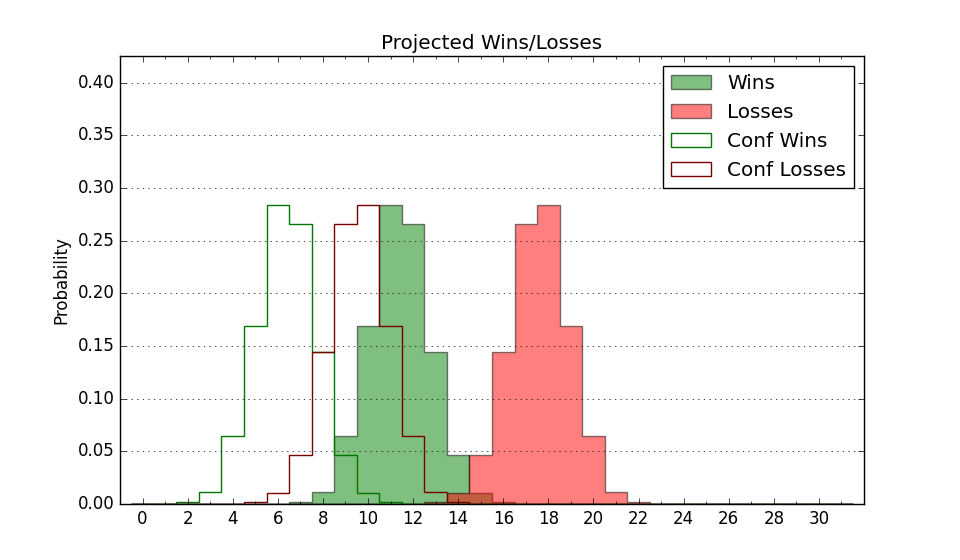 Projected Wins/Losses
Wins
Losses
Conf Wins
Conf Losses
Probability
0.40
0.35
0.30
0.25
0.20
0.15
0.10
0.05
0.00
0 2 4 6 8 10 12 14 16 18 20 22 24 26 28 30